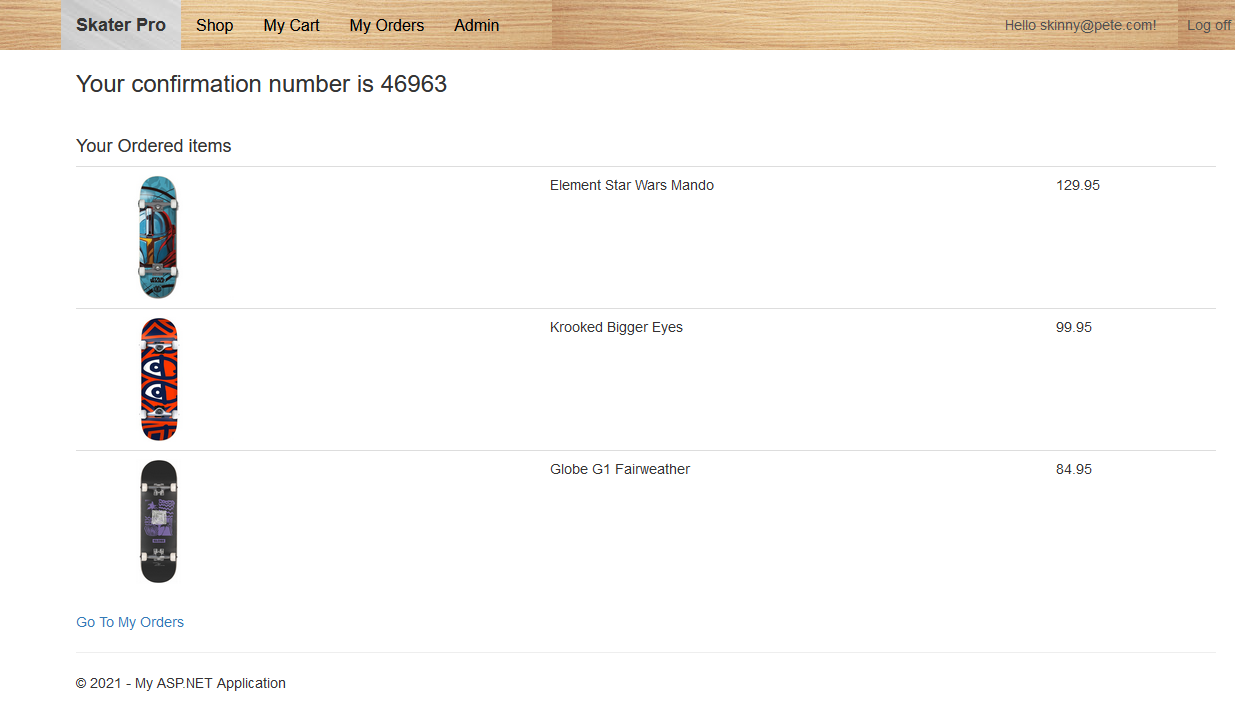 Skater Pro Shop My Cart My Orders Admin Hello skinny@pete.com! Log off
Your confirmation number is 46963
Your Ordered items
Element Star Wars Mando 129.95
Krooked Bigger Eyes 99.95
Globe G1 Fairweather 84.95
Go To My Orders
© 2021 - My ASP.NET Application